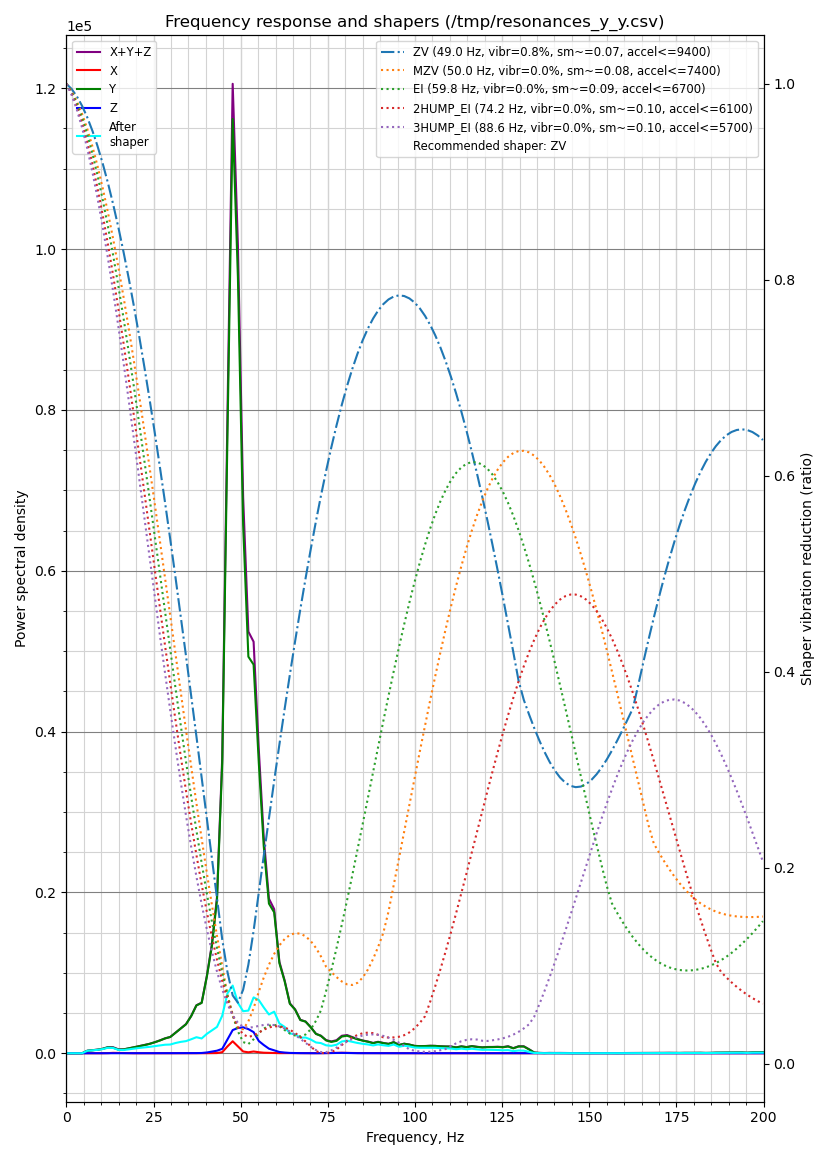 Frequency response and shapers (/tmp/resonances_y_y.csv)
1e5
X+Y+Z
X
Y
Z
After
shaper
ZV (49.0 Hz, vibr=0.8%, sm~=0.07, accel<=9400)
MZV (50.0 Hz, vibr=0.0%, sm~=0.08, accel<=7400)
EI (59.8 Hz, vibr=0.0%, sm~=0.09, accel<=6700)
2HUMP_EI (74.2 Hz, vibr=0.0%, sm~=0.10, accel<=6100)
3HUMP_EI (88.6 Hz, vibr=0.0%, sm~=0.10, accel<=5700)
Recommended shaper: ZV
1.2
1.0
0.8
0.6
0.4
0.2
0.0
Power spectral density
1.0
0.8
0.6
0.4
0.2
0.0
Shaper vibration reduction (ratio)
0
25
50
75
100
125
150
175
200
Frequency, Hz